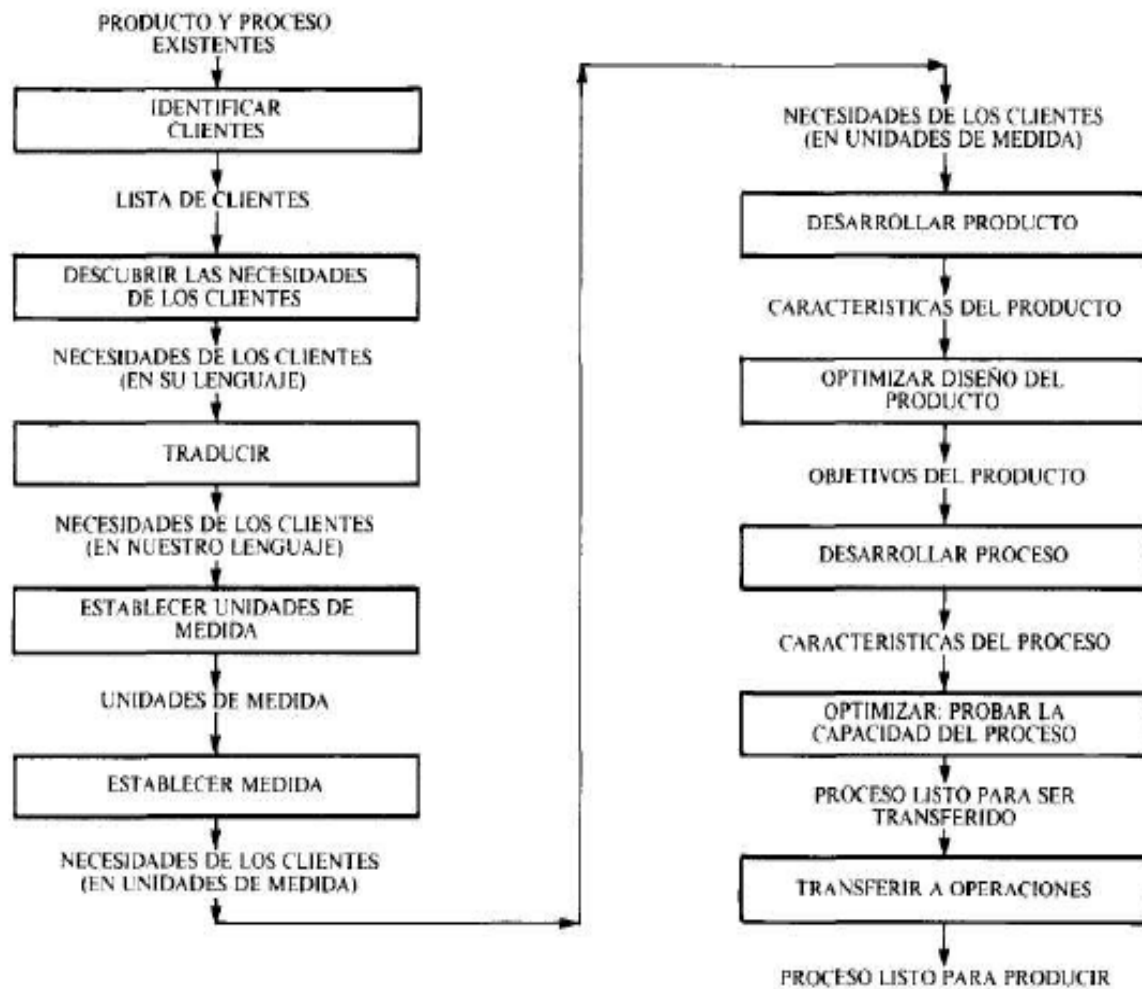 PRODUCTO Y PROCESO
EXISTENTES
IDENTIFICAR
CLIENTES
LISTA DE CLIENTES
DESCUBRIR LAS NECESIDADES
DE LOS CLIENTES
NECESIDADES DE LOS CLIENTES
(EN SU LENGUAJE)
TRADUCIR
NECESIDADES DE LOS CLIENTES
(EN NUESTRO LENGUAJE)
ESTABLECER UNIDADES DE
MEDIDA
UNIDADES DE MEDIDA
ESTABLECER MEDIDA
NECESIDADES DE LOS CLIENTES
(EN UNIDADES DE MEDIDA)
NECESIDADES DE LOS CLIENTES
(EN UNIDADES DE MEDIDA)
DESARROLLAR PRODUCTO
CARACTERISTICAS DEL PRODUCTO
OPTIMIZAR DISEÑO DEL
PRODUCTO
OBJETIVOS DEL PRODUCTO
DESARROLLAR PROCESO
CARACTERISTICAS DEL PROCESO
OPTIMIZAR: PROBAR LA
CAPACIDAD DEL PROCESO
PROCESO LISTO PARA SER
TRANSFERIDO
TRANSFERIR A OPERACIONES
PROCESO LISTO PARA PRODUCIR